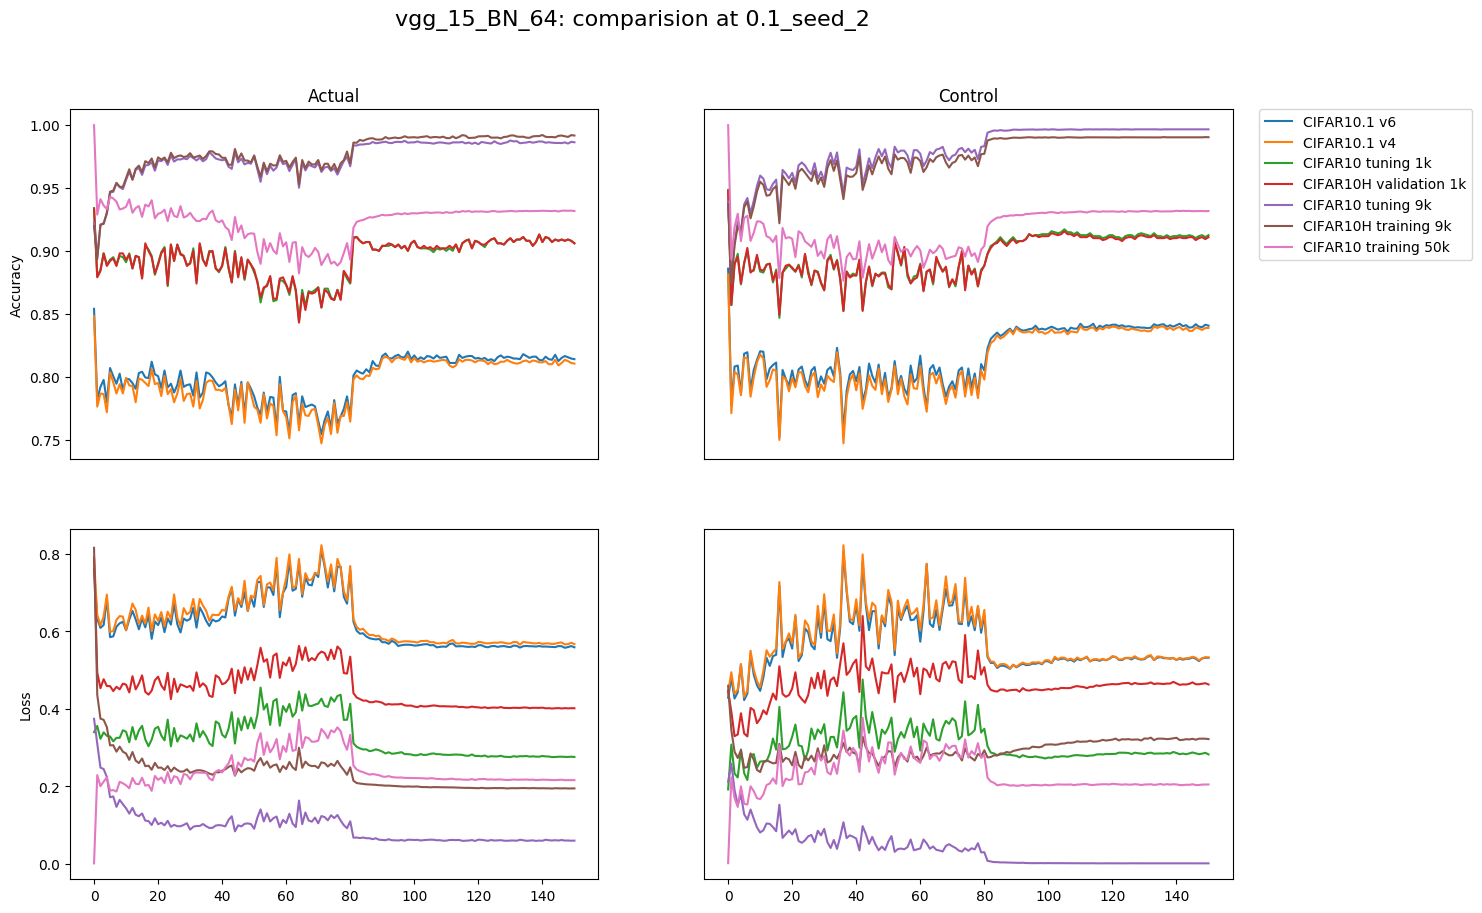 vgg_15_BN_64: comparision at 0.1_seed_2
Actual
Control
CIFAR10.1 v6
CIFAR10.1 v4
CIFAR10 tuning 1k
CIFAR10H validation 1k
CIFAR10 tuning 9k
CIFAR10H training 9k
CIFAR10 training 50k
Accuracy
1.00
0.95
0.90
0.85
0.80
0.75
Loss
0.8
0.6
0.4
0.2
0.0
0 20 40 60 80 100 120 140
0 20 40 60 80 100 120 140